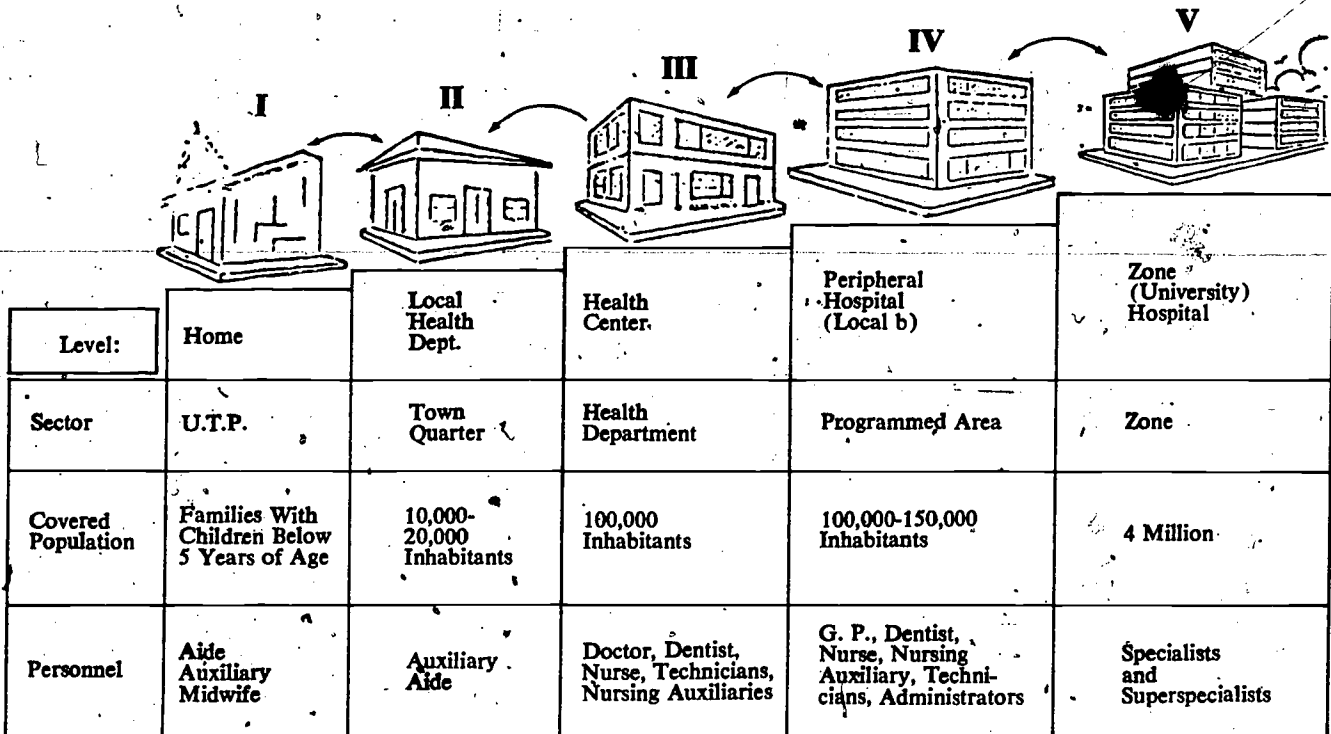 I
II
III
IV
V
Level:
Home
Local
Health
Dept.
Health
Center
Peripheral
Hospital
(Local b)
Zone
(University)
Hospital
Sector
U.T.P.
Town
Quarter
Health
Department
Programmed Area
Zone
Covered
Population
Families With
Children Below
5 Years of Age
10,000-
20,000
Inhabitants
100,000
Inhabitants
100,000-150,000
Inhabitants
4 Million
Personnel
Aide
Auxiliary
Midwife
Auxiliary
Aide
Doctor, Dentist,
Nurse, Technicians,
Nursing Auxiliaries
G. P., Dentist,
Nurse, Nursing
Auxiliary, Techni-
cians, Administrators
Specialists
and
Superspecialists